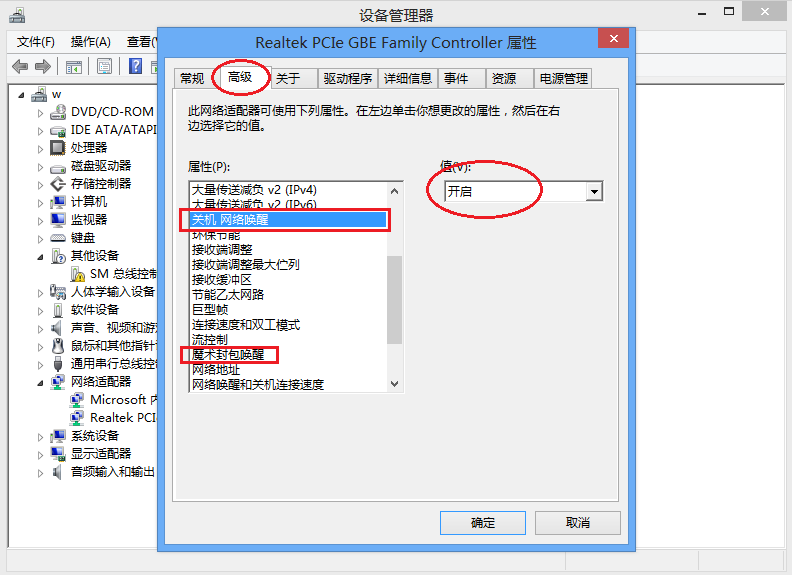 设备管理器
文件(F) 操作(A) 查看(
Realtek PCIe GBE Family Controller 属性
常规 高级 关于 驱动程序 详细信息 事件 资源 电源管理
此网络适配器可使用下列属性。在左边单击你想更改的属性，然后在右
边选择它的值。
属性(P):
值(V):
大量传送减负 v2 (IPv4)
大量传送减负 v2 (IPv6)
关机 网络唤醒
环保节能
接收端调整
接收端调整最大伫列
接收缓冲区
节能乙太网路
巨型帧
连接速度和双工模式
流控制
魔术封包唤醒
网络地址
网络唤醒和关机连接速度
开启
确定
取消
w
DVD/CD-ROM
IDE ATA/ATAPI
处理器
磁盘驱动器
存储控制器
计算机
监视器
键盘
其他设备
SM 总线控制
人体学输入设备
软件设备
声音、视频和游
鼠标和其他指针
通用串行总线控
网络适配器
Microsoft 内
Realtek PCI
系统设备
显示适配器
音频输入和输出